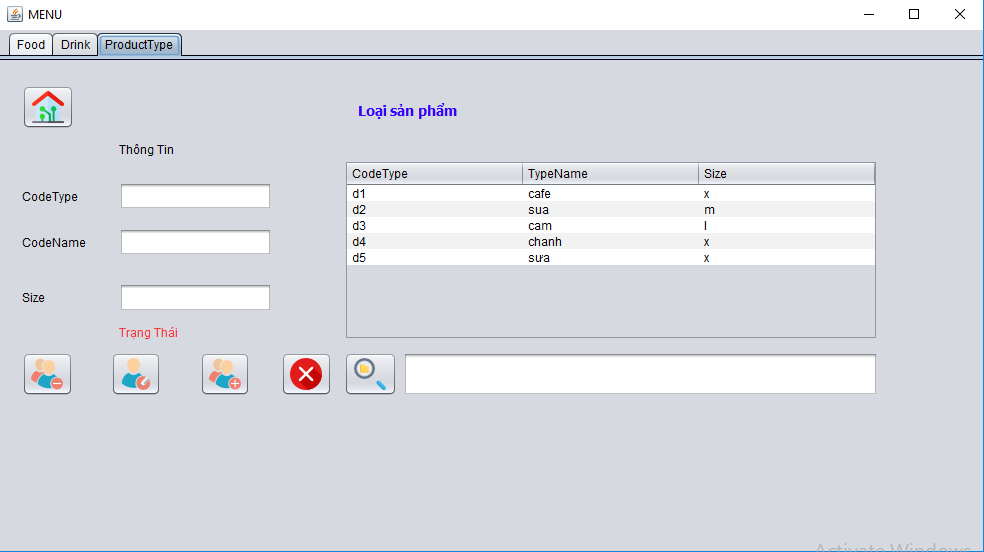 MENU
Food Drink ProductType
Loại sản phẩm
Thông Tin
CodeType TypeName Size
d1 cafe x
d2 sua m
d3 cam l
d4 chanh x
d5 sưa x
CodeType
CodeName
Size
Trạng Thái
Activate Windows